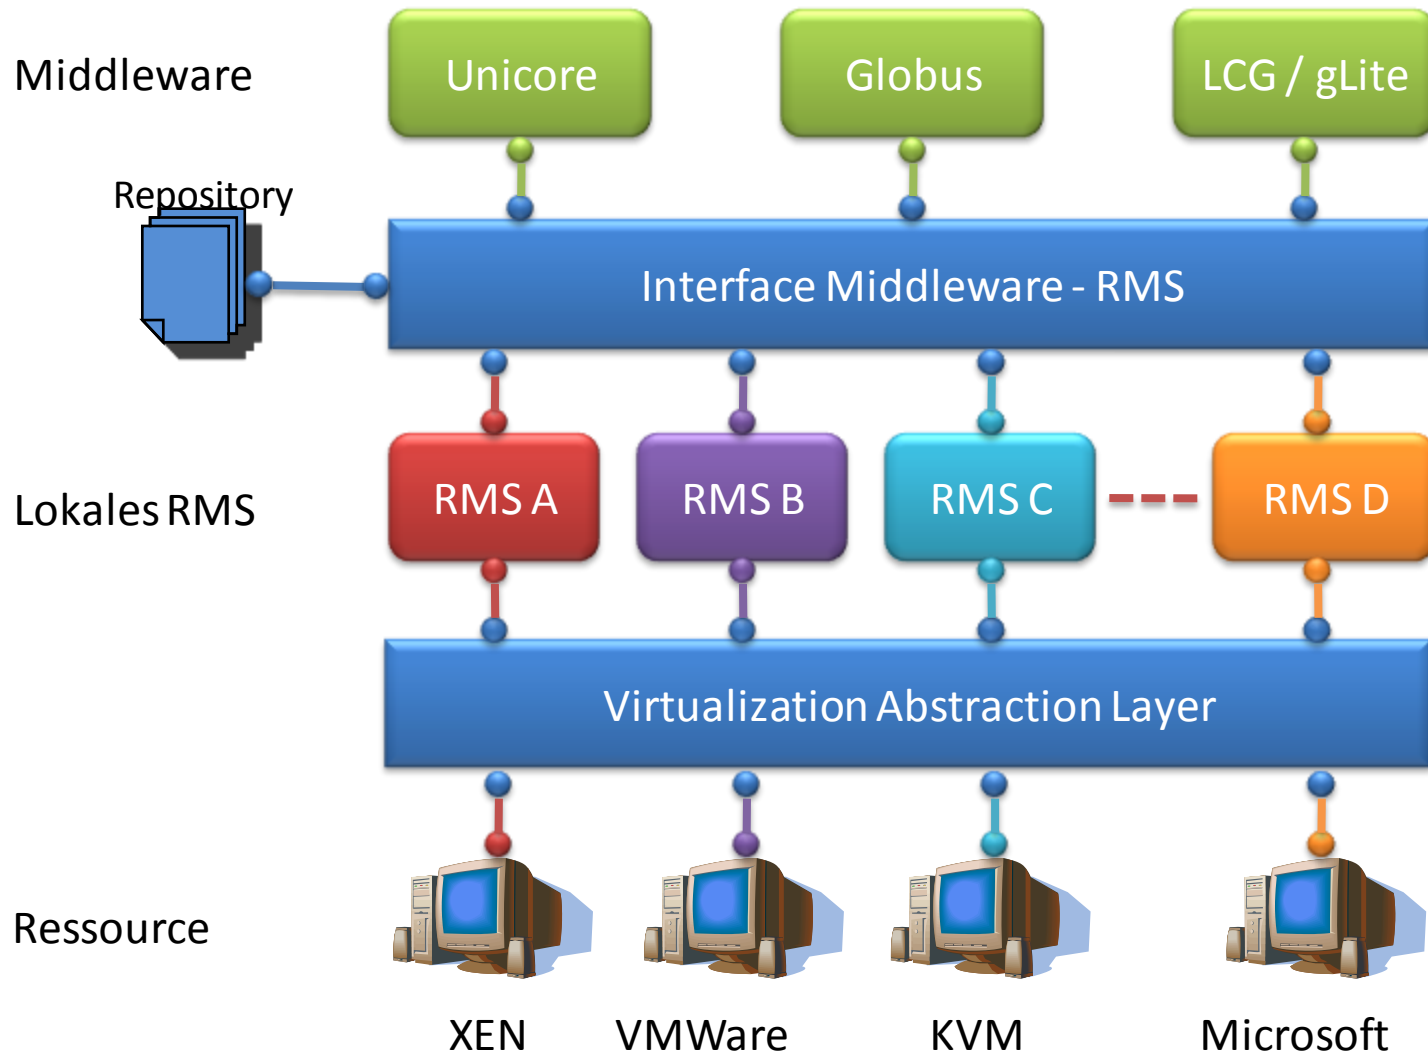 Middleware
Unicore
Globus
LCG / gLite
Repository
Interface Middleware - RMS
Lokales RMS
RMS A
RMS B
RMS C
RMS D
Virtualization Abstraction Layer
Ressource
XEN
VMWare
KVM
Microsoft